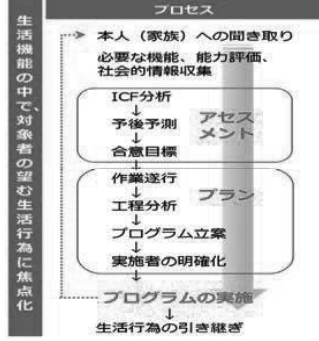 プロセス
生活機能の中で、対象者の望む生活行為に焦点化
本人（家族）への聞き取り
必要な機能、能力評価、
社会的情報収集
ICF分析
予後予測
合意目標
アセス
メント
作業遂行
工程分析
プログラム立案
実施者の明確化
プラン
プログラムの実施
生活行為の引き継ぎ